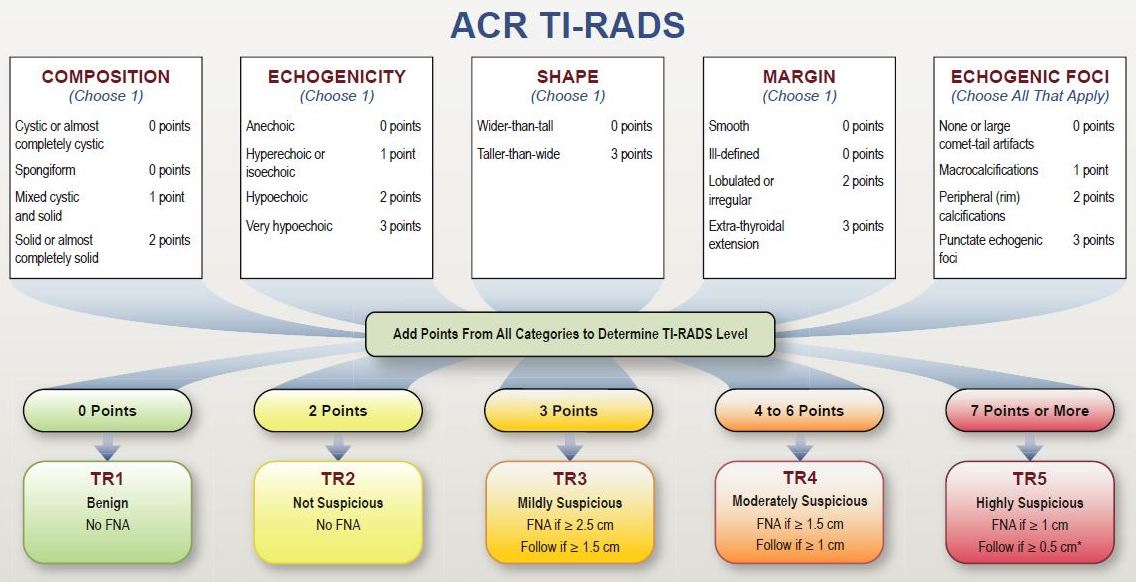 ACR TI-RADS
COMPOSITION
(Choose 1)
Cystic or almost completely cystic 0 points
Spongiform 0 points
Mixed cystic and solid 1 point
Solid or almost completely solid 2 points
ECHOGENICITY
(Choose 1)
Anechoic 0 points
Hyperechoic or isoechoic 1 point
Hypoechoic 2 points
Very hypoechoic 3 points
SHAPE
(Choose 1)
Wider-than-tall 0 points
Taller-than-wide 3 points
MARGIN
(Choose 1)
Smooth 0 points
Ill-defined 0 points
Lobulated or irregular 2 points
Extra-thyroidal extension 3 points
ECHOGENIC FOCI
(Choose All That Apply)
None or large comet-tail artifacts 0 points
Macrocalcifications 1 point
Peripheral (rim) calcifications 2 points
Punctate echogenic foci 3 points
Add Points From All Categories to Determine TI-RADS Level
0 Points
2 Points
3 Points
4 to 6 Points
7 Points or More
TR1
Benign
No FNA
TR2
Not Suspicious
No FNA
TR3
Mildly Suspicious
FNA if ≥ 2.5 cm
Follow if ≥ 1.5 cm
TR4
Moderately Suspicious
FNA if ≥ 1.5 cm
Follow if ≥ 1 cm
TR5
Highly Suspicious
FNA if ≥ 1 cm
Follow if ≥ 0.5 cm*